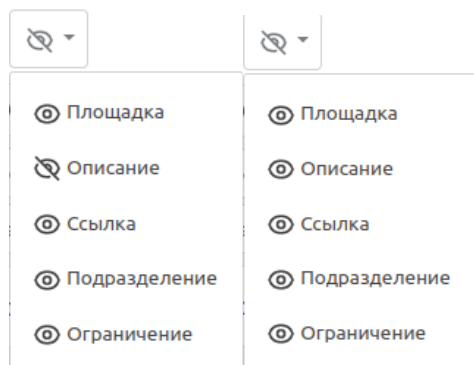 Площадка
Описание
Ссылка
Подразделение
Ограничение
Площадка
Описание
Ссылка
Подразделение
Ограничение